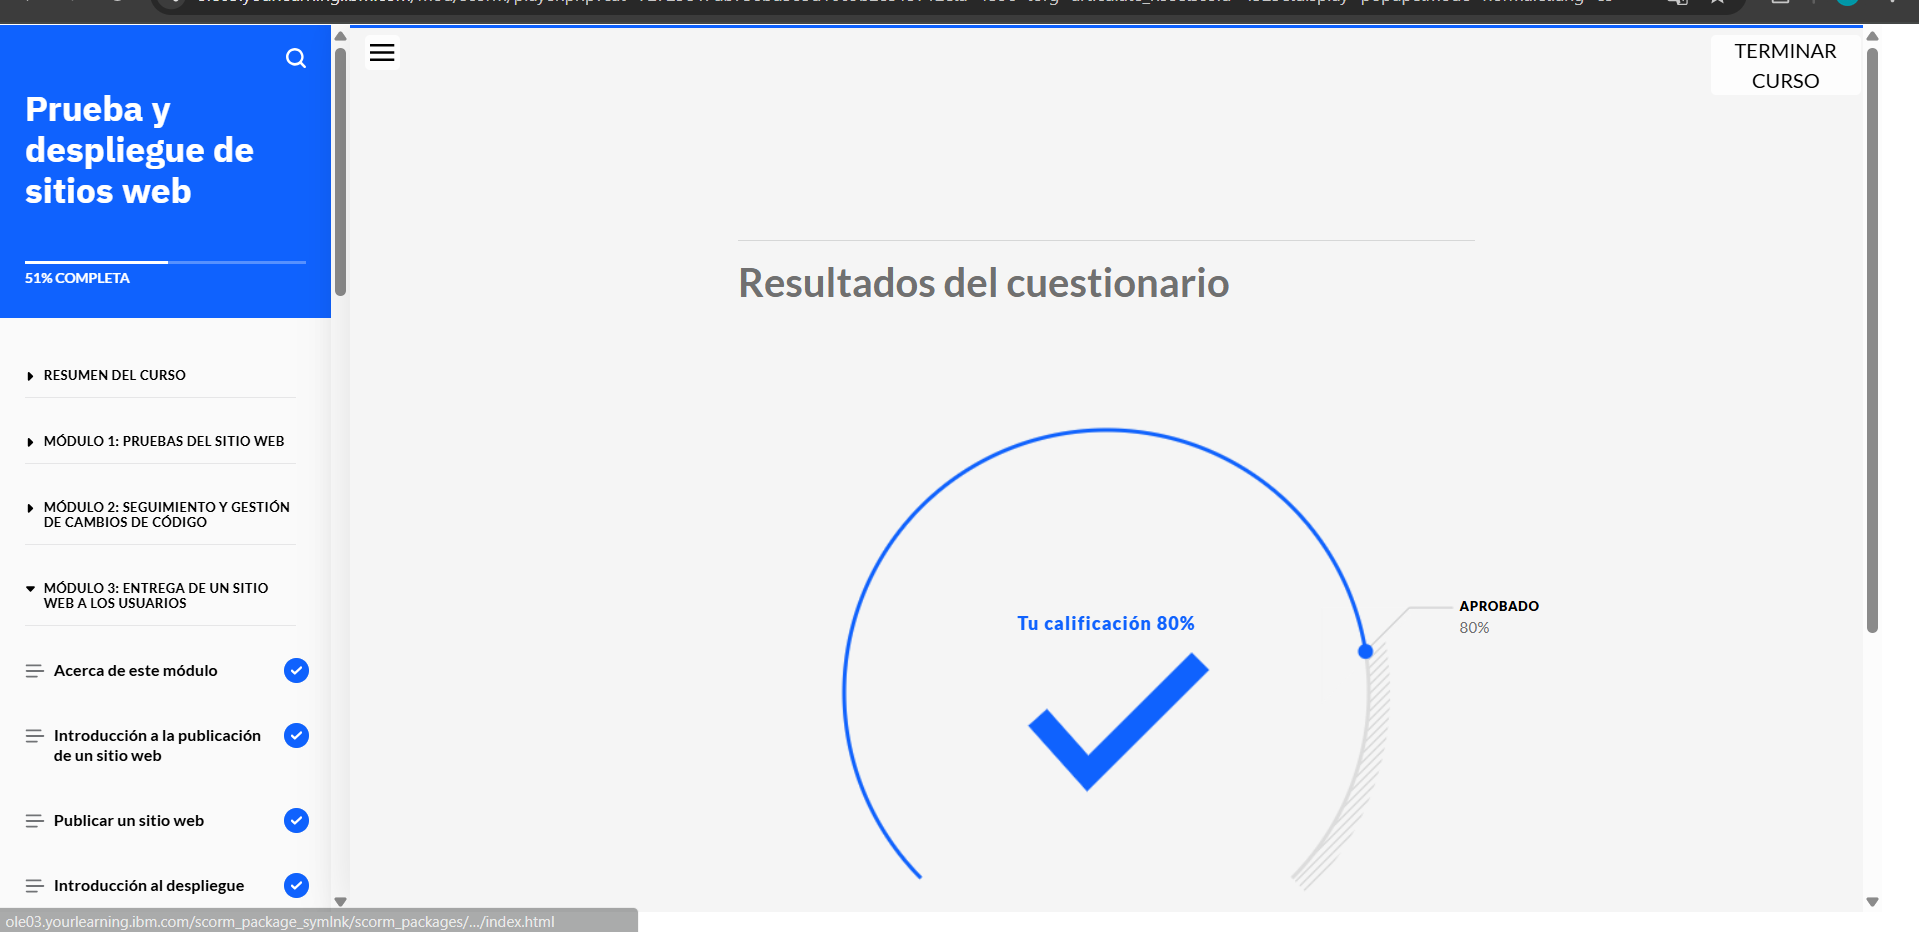 Prueba y
despliegue de
sitios web
51% COMPLETA
RESUMEN DEL CURSO
MÓDULO 1: PRUEBAS DEL SITIO WEB
MÓDULO 2: SEGUIMIENTO Y GESTIÓN
DE CAMBIOS DE CÓDIGO
MÓDULO 3: ENTREGA DE UN SITIO
WEB A LOS USUARIOS
Acerca de este módulo
Introducción a la publicación
de un sitio web
Publicar un sitio web
Introducción al despliegue
ole03.yourlearning.ibm.com/scorm_package_symlnk/scorm_packages/.../index.html
TERMINAR
CURSO
Resultados del cuestionario
Tu calificación 80%
APROBADO
80%